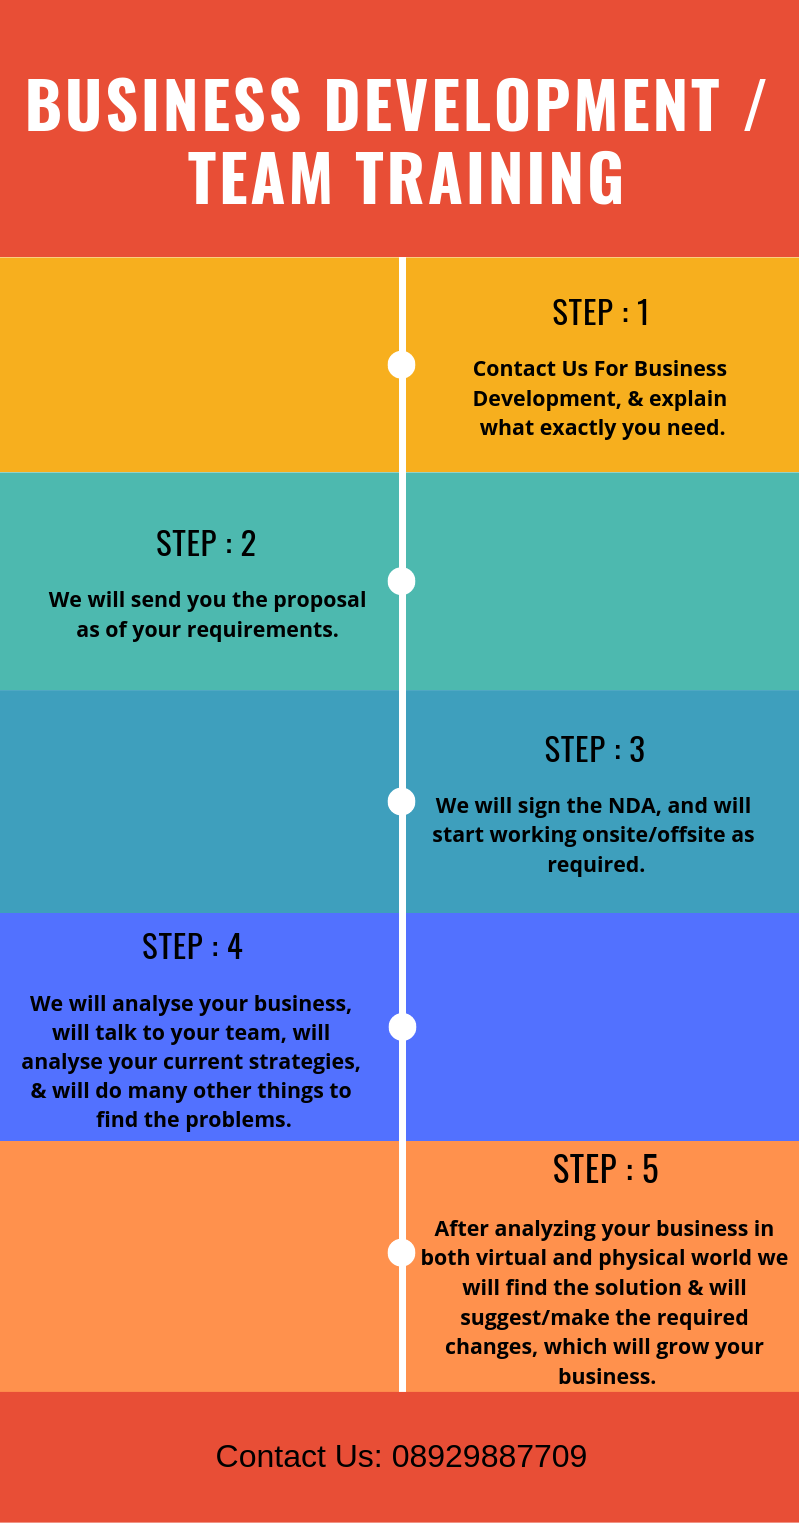 BUSINESS DEVELOPMENT /
TEAM TRAINING
STEP : 1
Contact Us For Business
Development, & explain
what exactly you need.
STEP : 2
We will send you the proposal
as of your requirements.
STEP : 3
We will sign the NDA, and will
start working onsite/offsite as
required.
STEP : 4
We will analyse your business,
will talk to your team, will
analyse your current strategies,
& will do many other things to
find the problems.
STEP : 5
After analyzing your business in
both virtual and physical world we
will find the solution & will
suggest/make the required
changes, which will grow your
business.
Contact Us: 08929887709